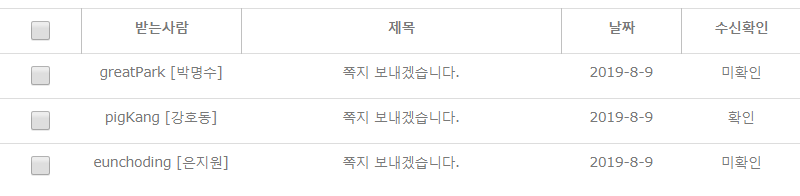 받는사람 제목 날짜 수신확인
greatPark [박명수] 쪽지 보내겠습니다. 2019-8-9 미확인
pigKang [강호동] 쪽지 보내겠습니다. 2019-8-9 확인
eunchoding [은지원] 쪽지 보내겠습니다. 2019-8-9 미확인